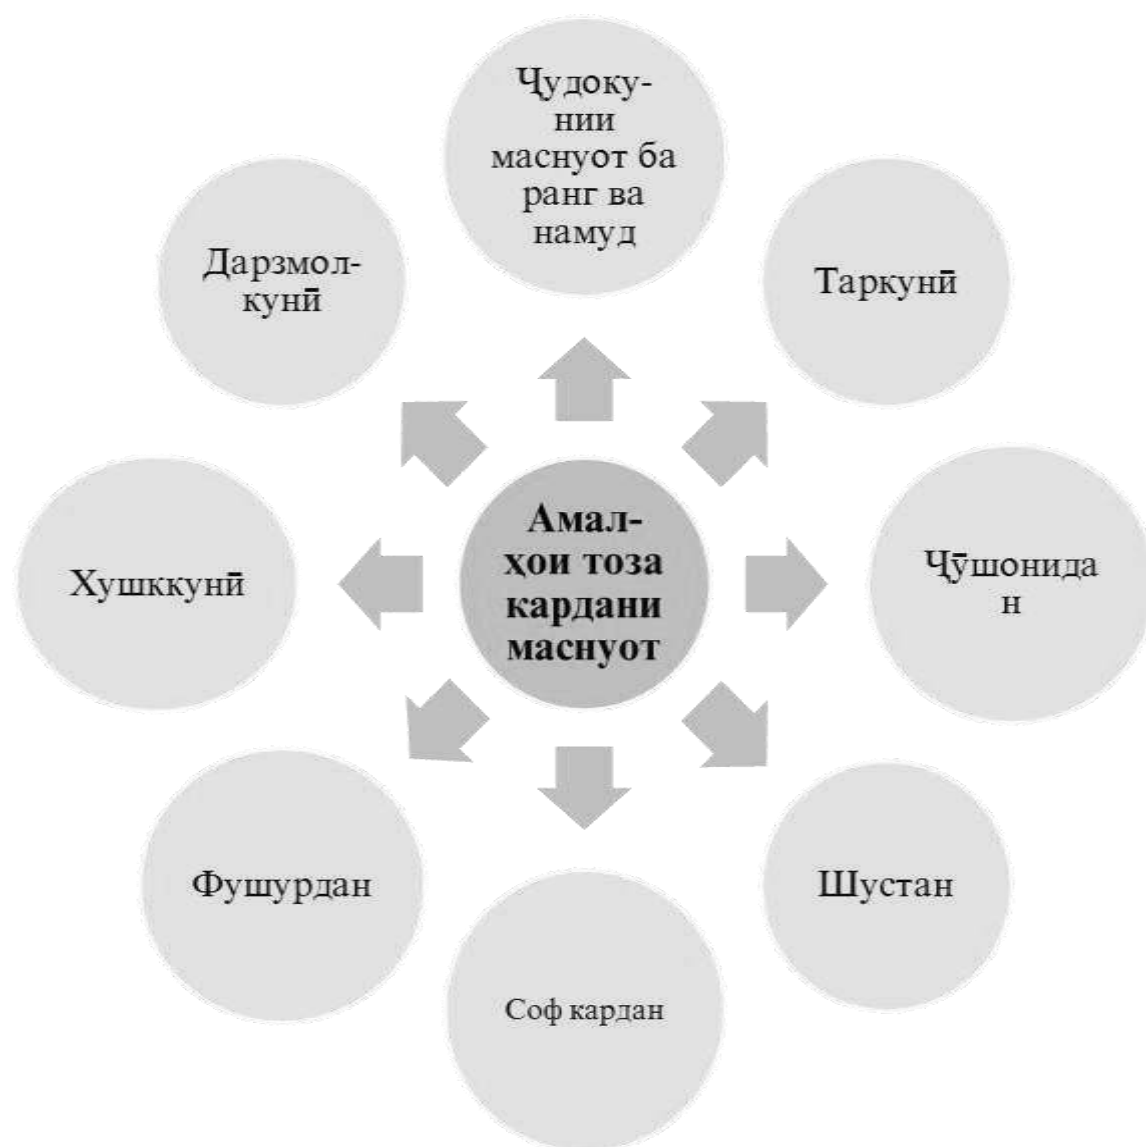 Ҷудоку-
нии
маснуот ба
ранг ва
намуд
Таркунӣ
Ҷӯшонида
н
Шустан
Соф кардан
Фушурдан
Хушккунӣ
Дарзмол-
кунӣ
Амал-
ҳои тоза
кардани
маснуот